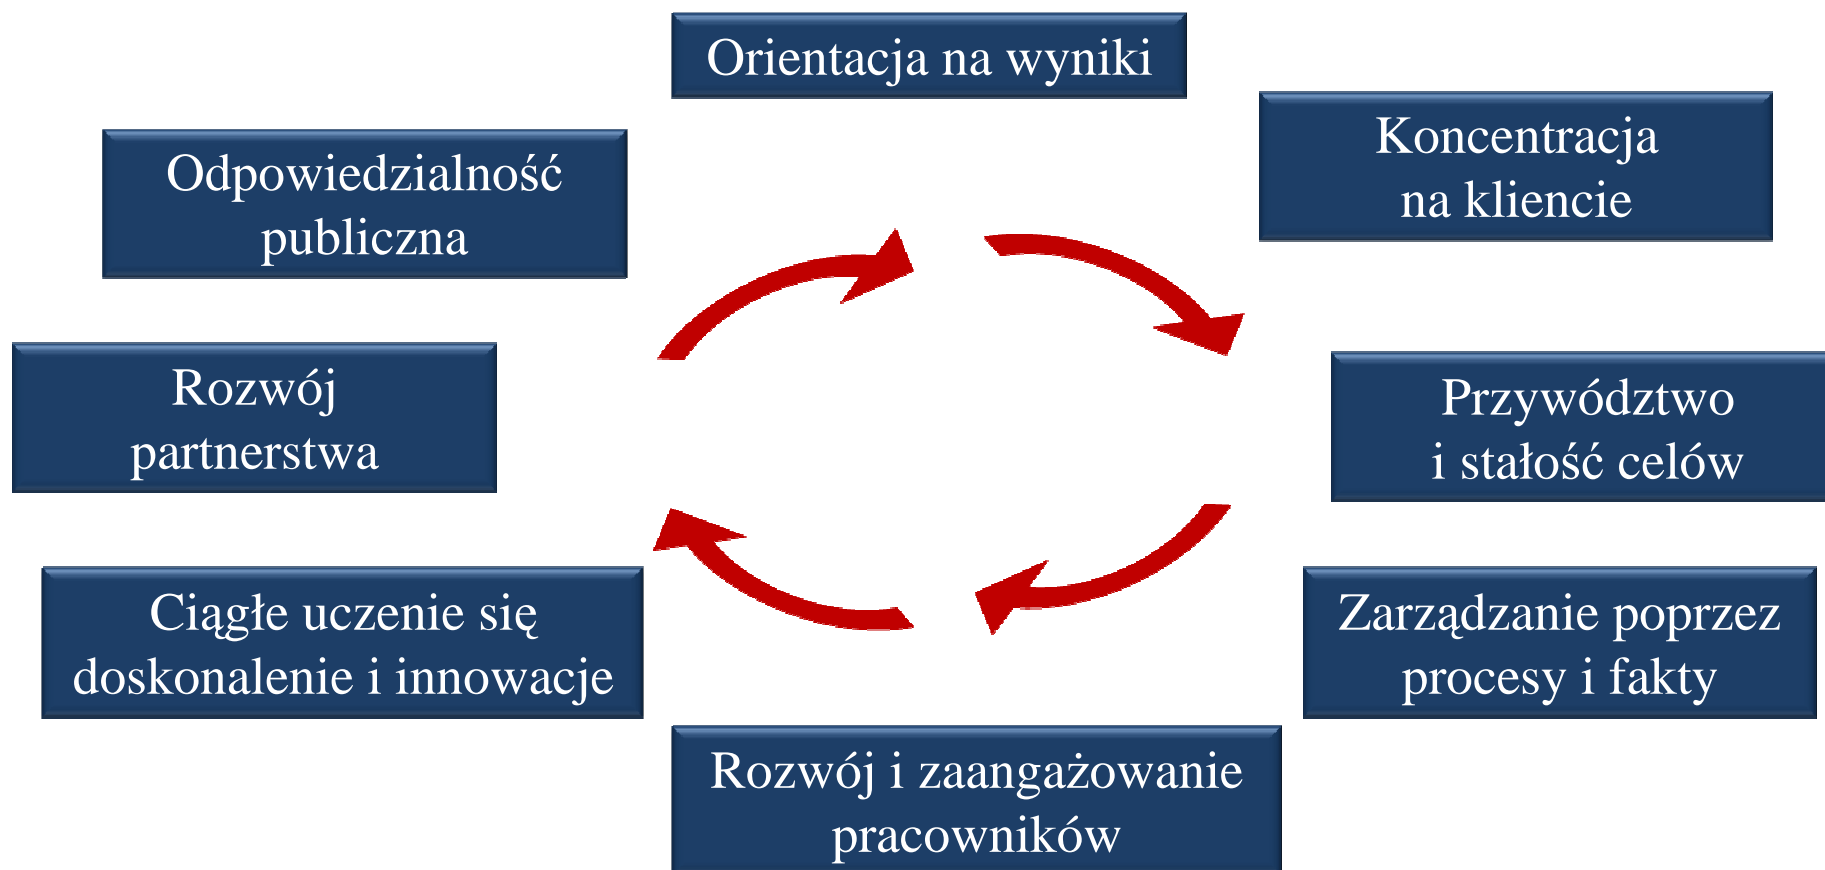 Orientacja na wyniki
Koncentracja
na kliencie
Przywództwo
i stałość celów
Zarządzanie poprzez
procesy i fakty
Rozwój i zaangażowanie
pracowników
Ciągłe uczenie się
doskonalenie i innowacje
Rozwój
partnerstwa
Odpowiedzialność
publiczna